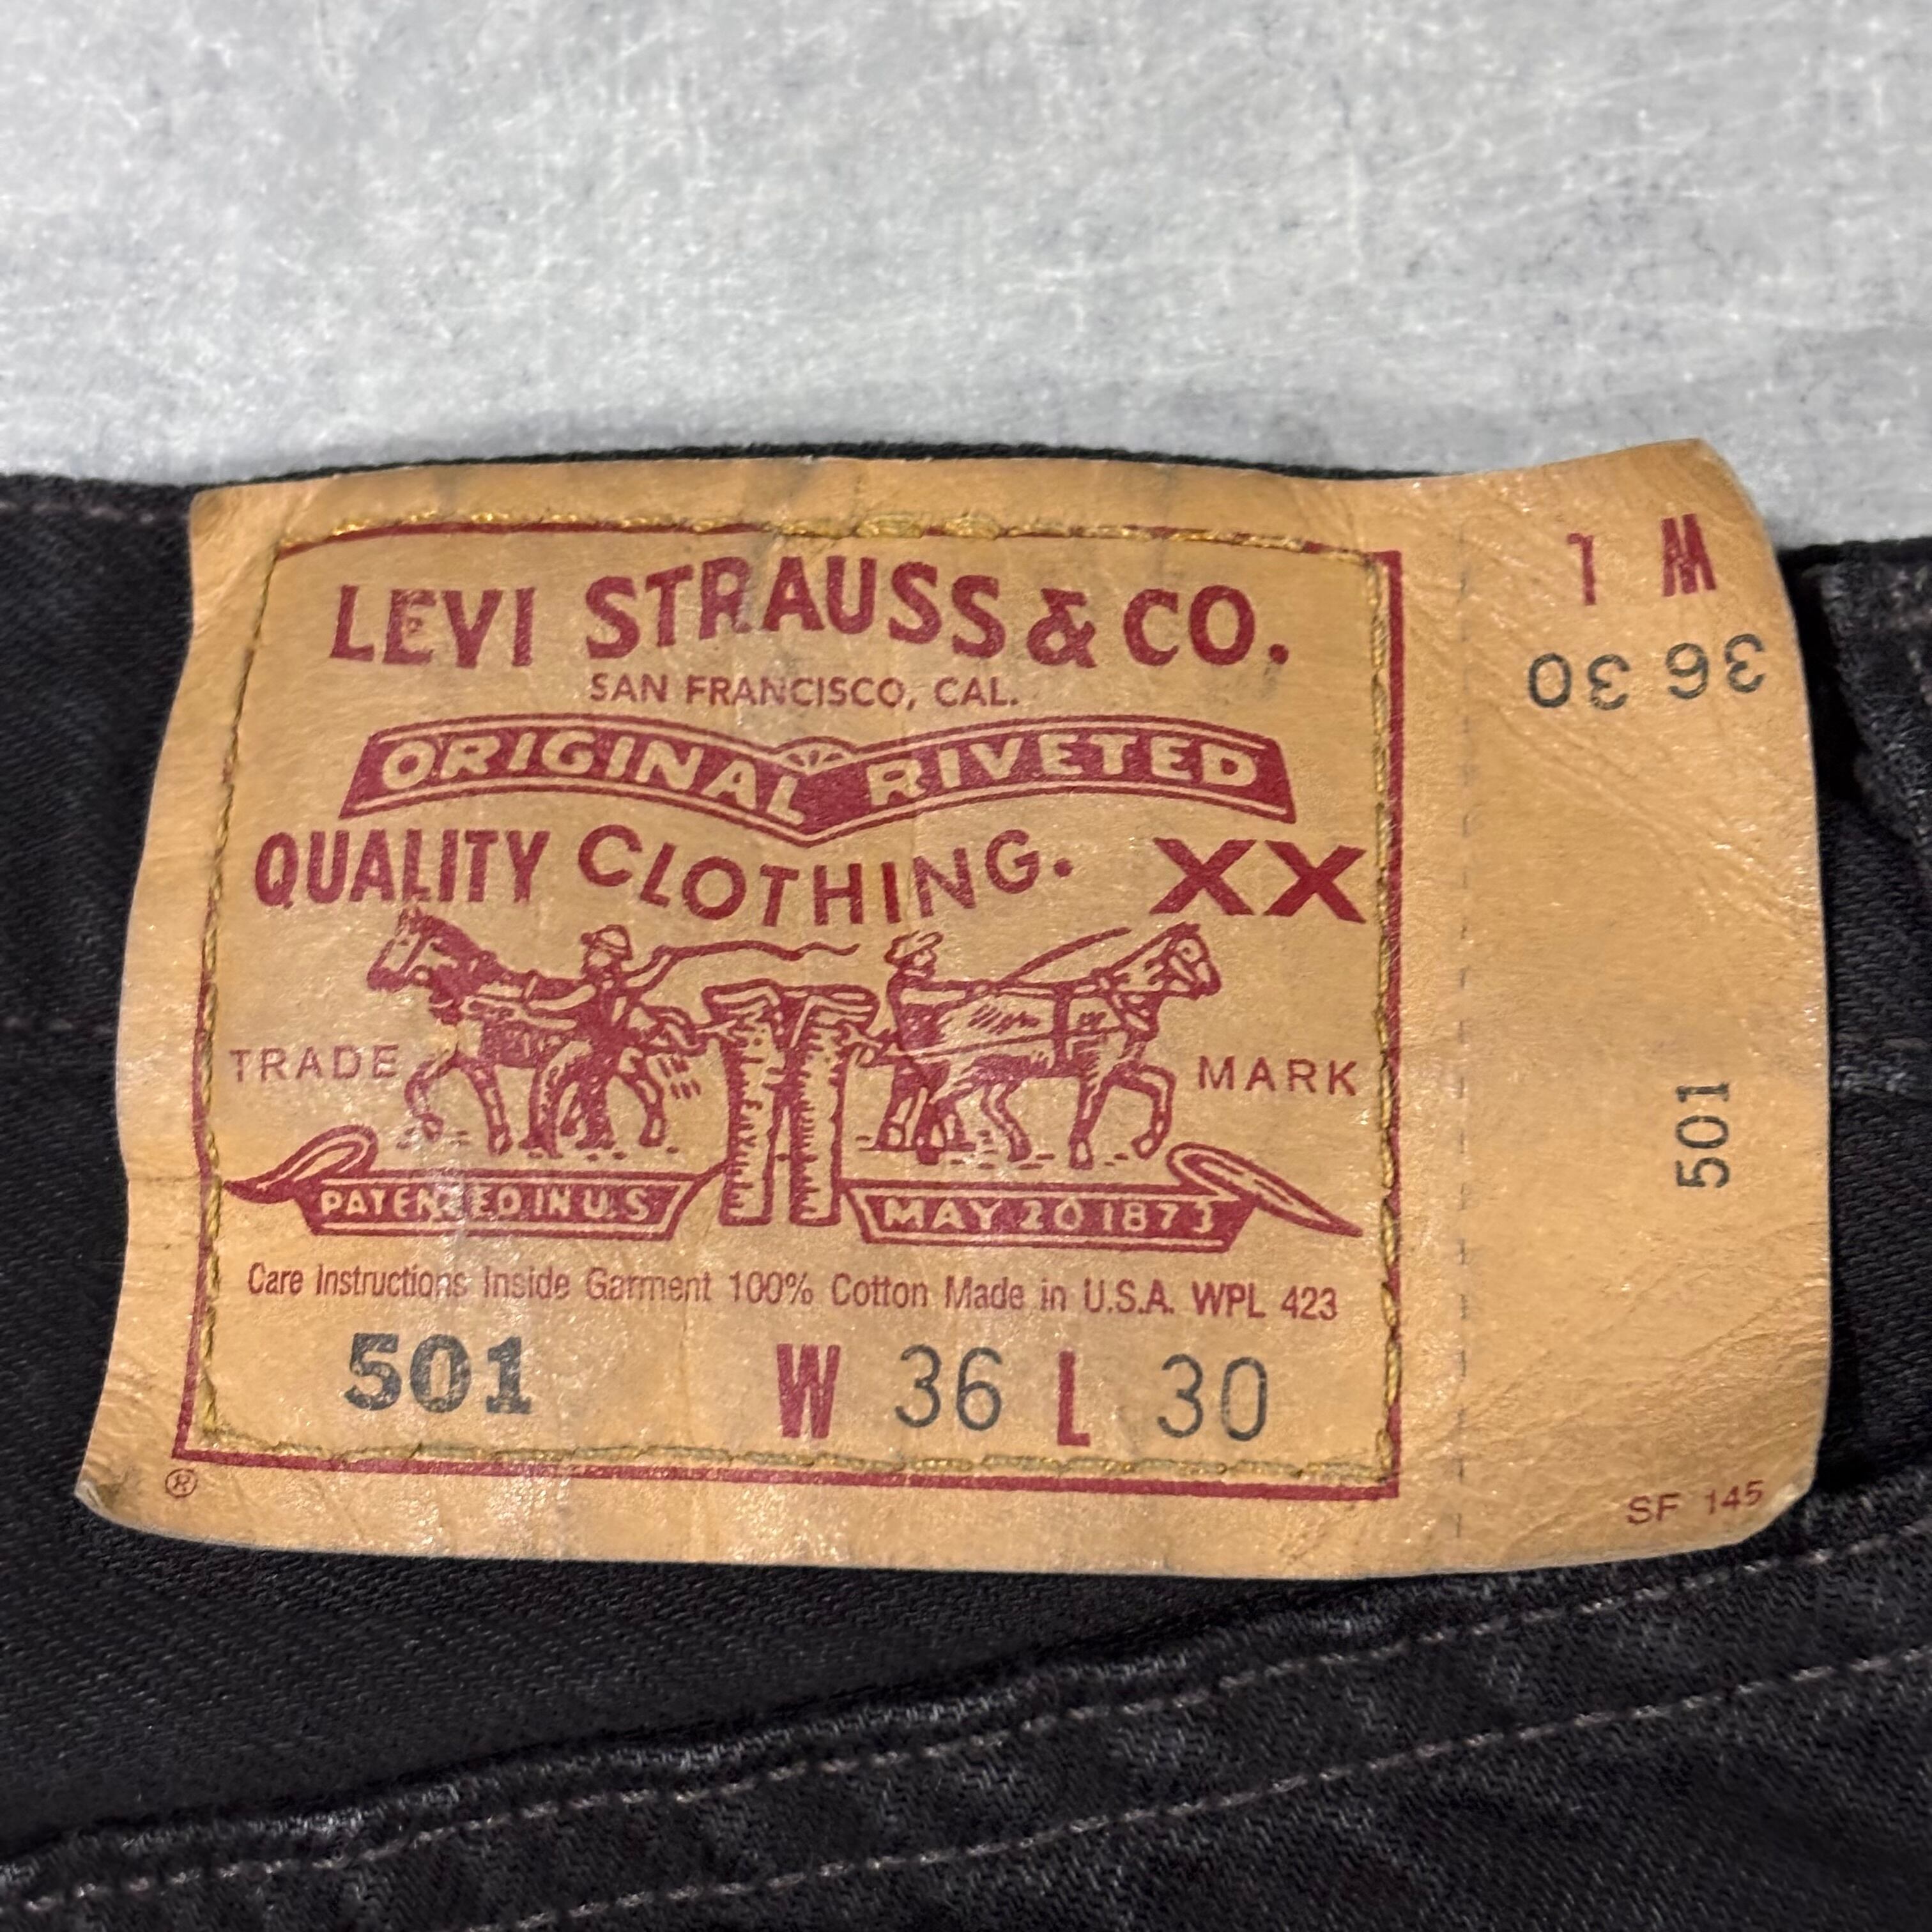 LEVI STRAUSS & CO.
SAN FRANCISCO, CAL.
ORIGINAL RIVETED
QUALITY CLOTHING. XX
TRADE MARK
PATENTED IN U.S MAY 20 1873
Care Instructions Inside Garment 100% Cotton Made in U.S.A. WPL 423
501 W 36 L 30
®
W L
36 30
501
SF 145